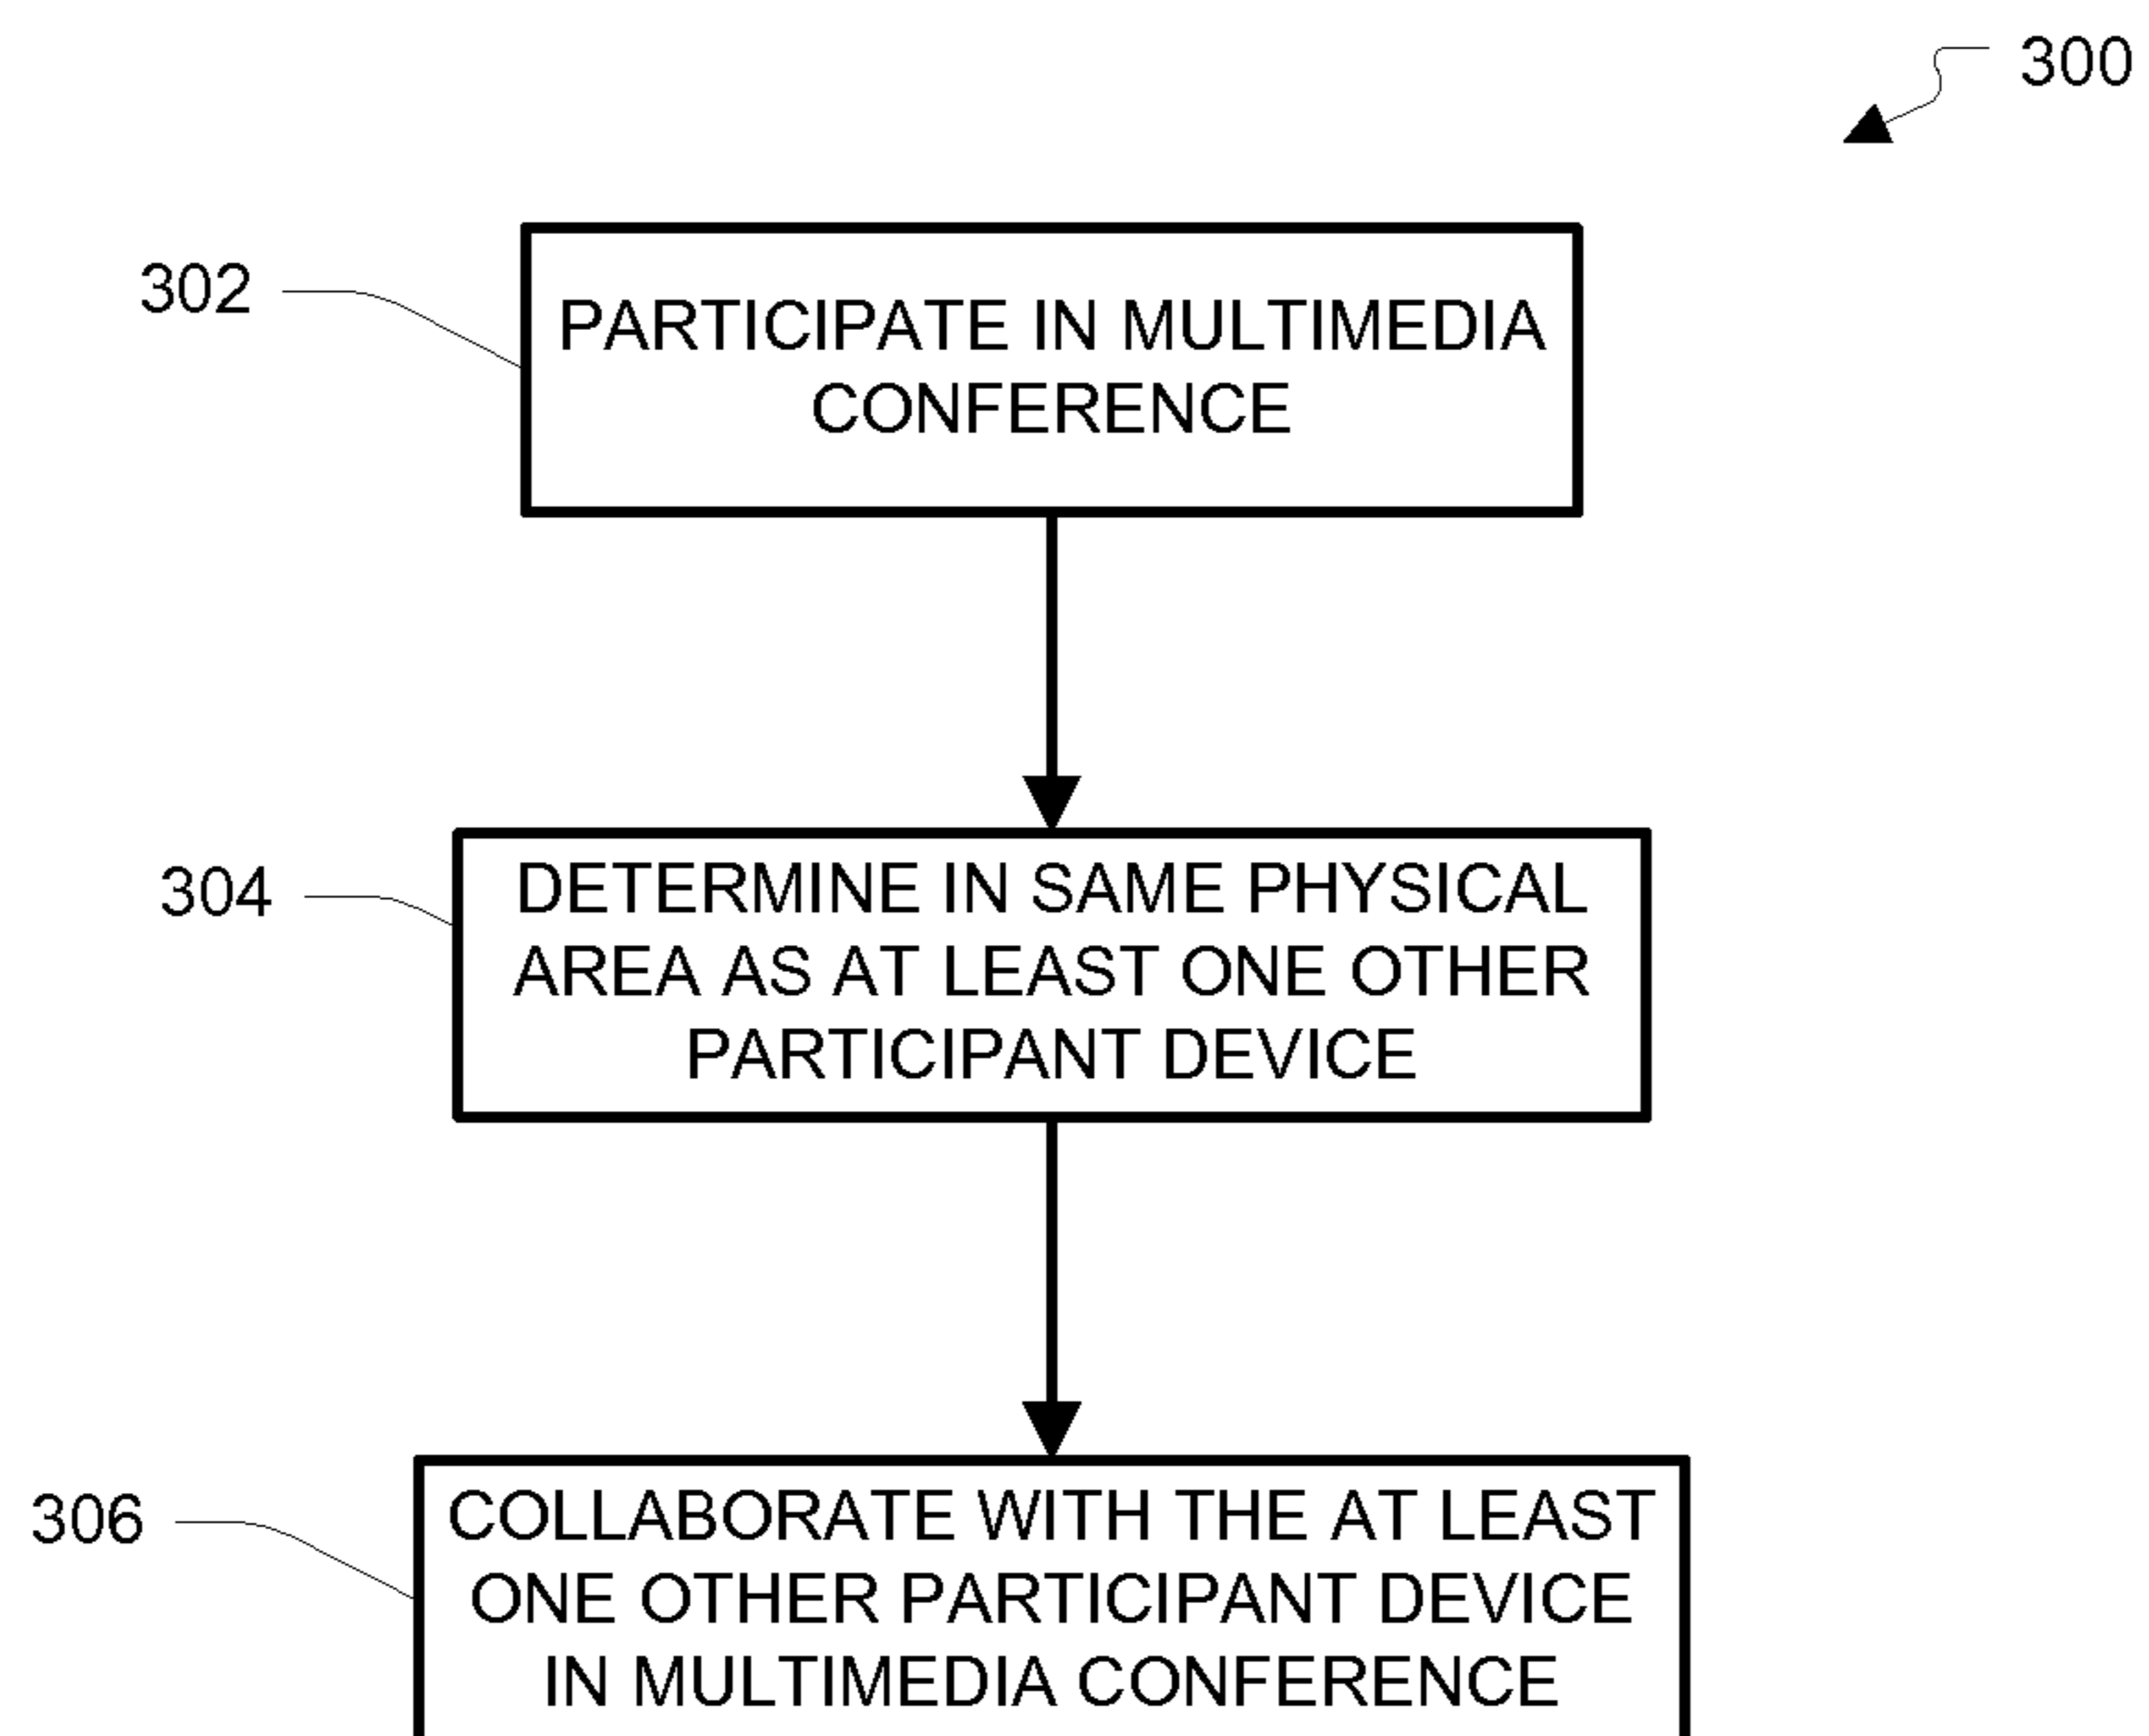 300
302
PARTICIPATE IN MULTIMEDIA
CONFERENCE
304
DETERMINE IN SAME PHYSICAL
AREA AS AT LEAST ONE OTHER
PARTICIPANT DEVICE
306
COLLABORATE WITH THE AT LEAST
ONE OTHER PARTICIPANT DEVICE
IN MULTIMEDIA CONFERENCE